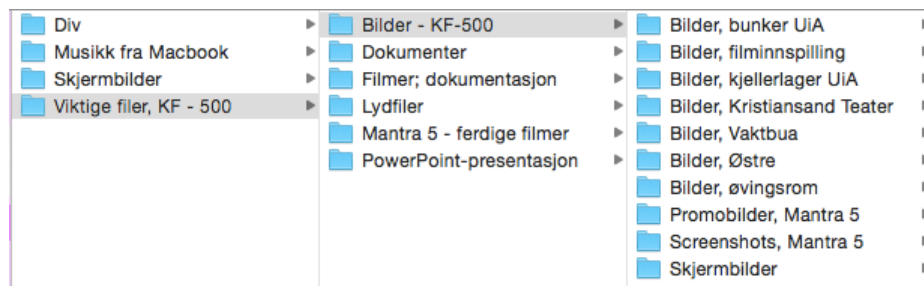 Div
Musikk fra Macbook
Skjermbilder
Viktige filer, KF - 500
Bilder - KF-500
Dokumenter
Filmer; dokumentasjon
Lydfiler
Mantra 5 - ferdige filmer
PowerPoint-presentasjon
Bilder, bunker UiA
Bilder, filminnspilling
Bilder, kjellerlager UiA
Bilder, Kristiansand Teater
Bilder, Vaktbua
Bilder, Østre
Bilder, øvingsrom
Promobilder, Mantra 5
Screenshots, Mantra 5
Skjermbilder